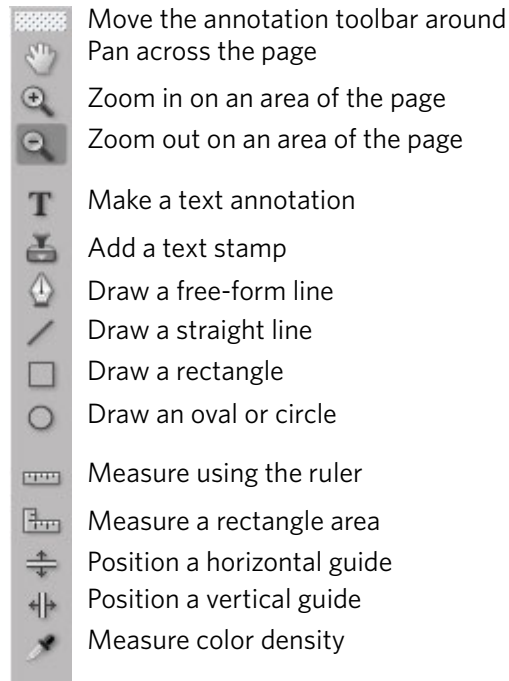 Move the annotation toolbar around
Pan across the page
Zoom in on an area of the page
Zoom out on an area of the page
T
Make a text annotation
Add a text stamp
Draw a free-form line
Draw a straight line
Draw a rectangle
Draw an oval or circle
Measure using the ruler
Measure a rectangle area
Position a horizontal guide
Position a vertical guide
Measure color density